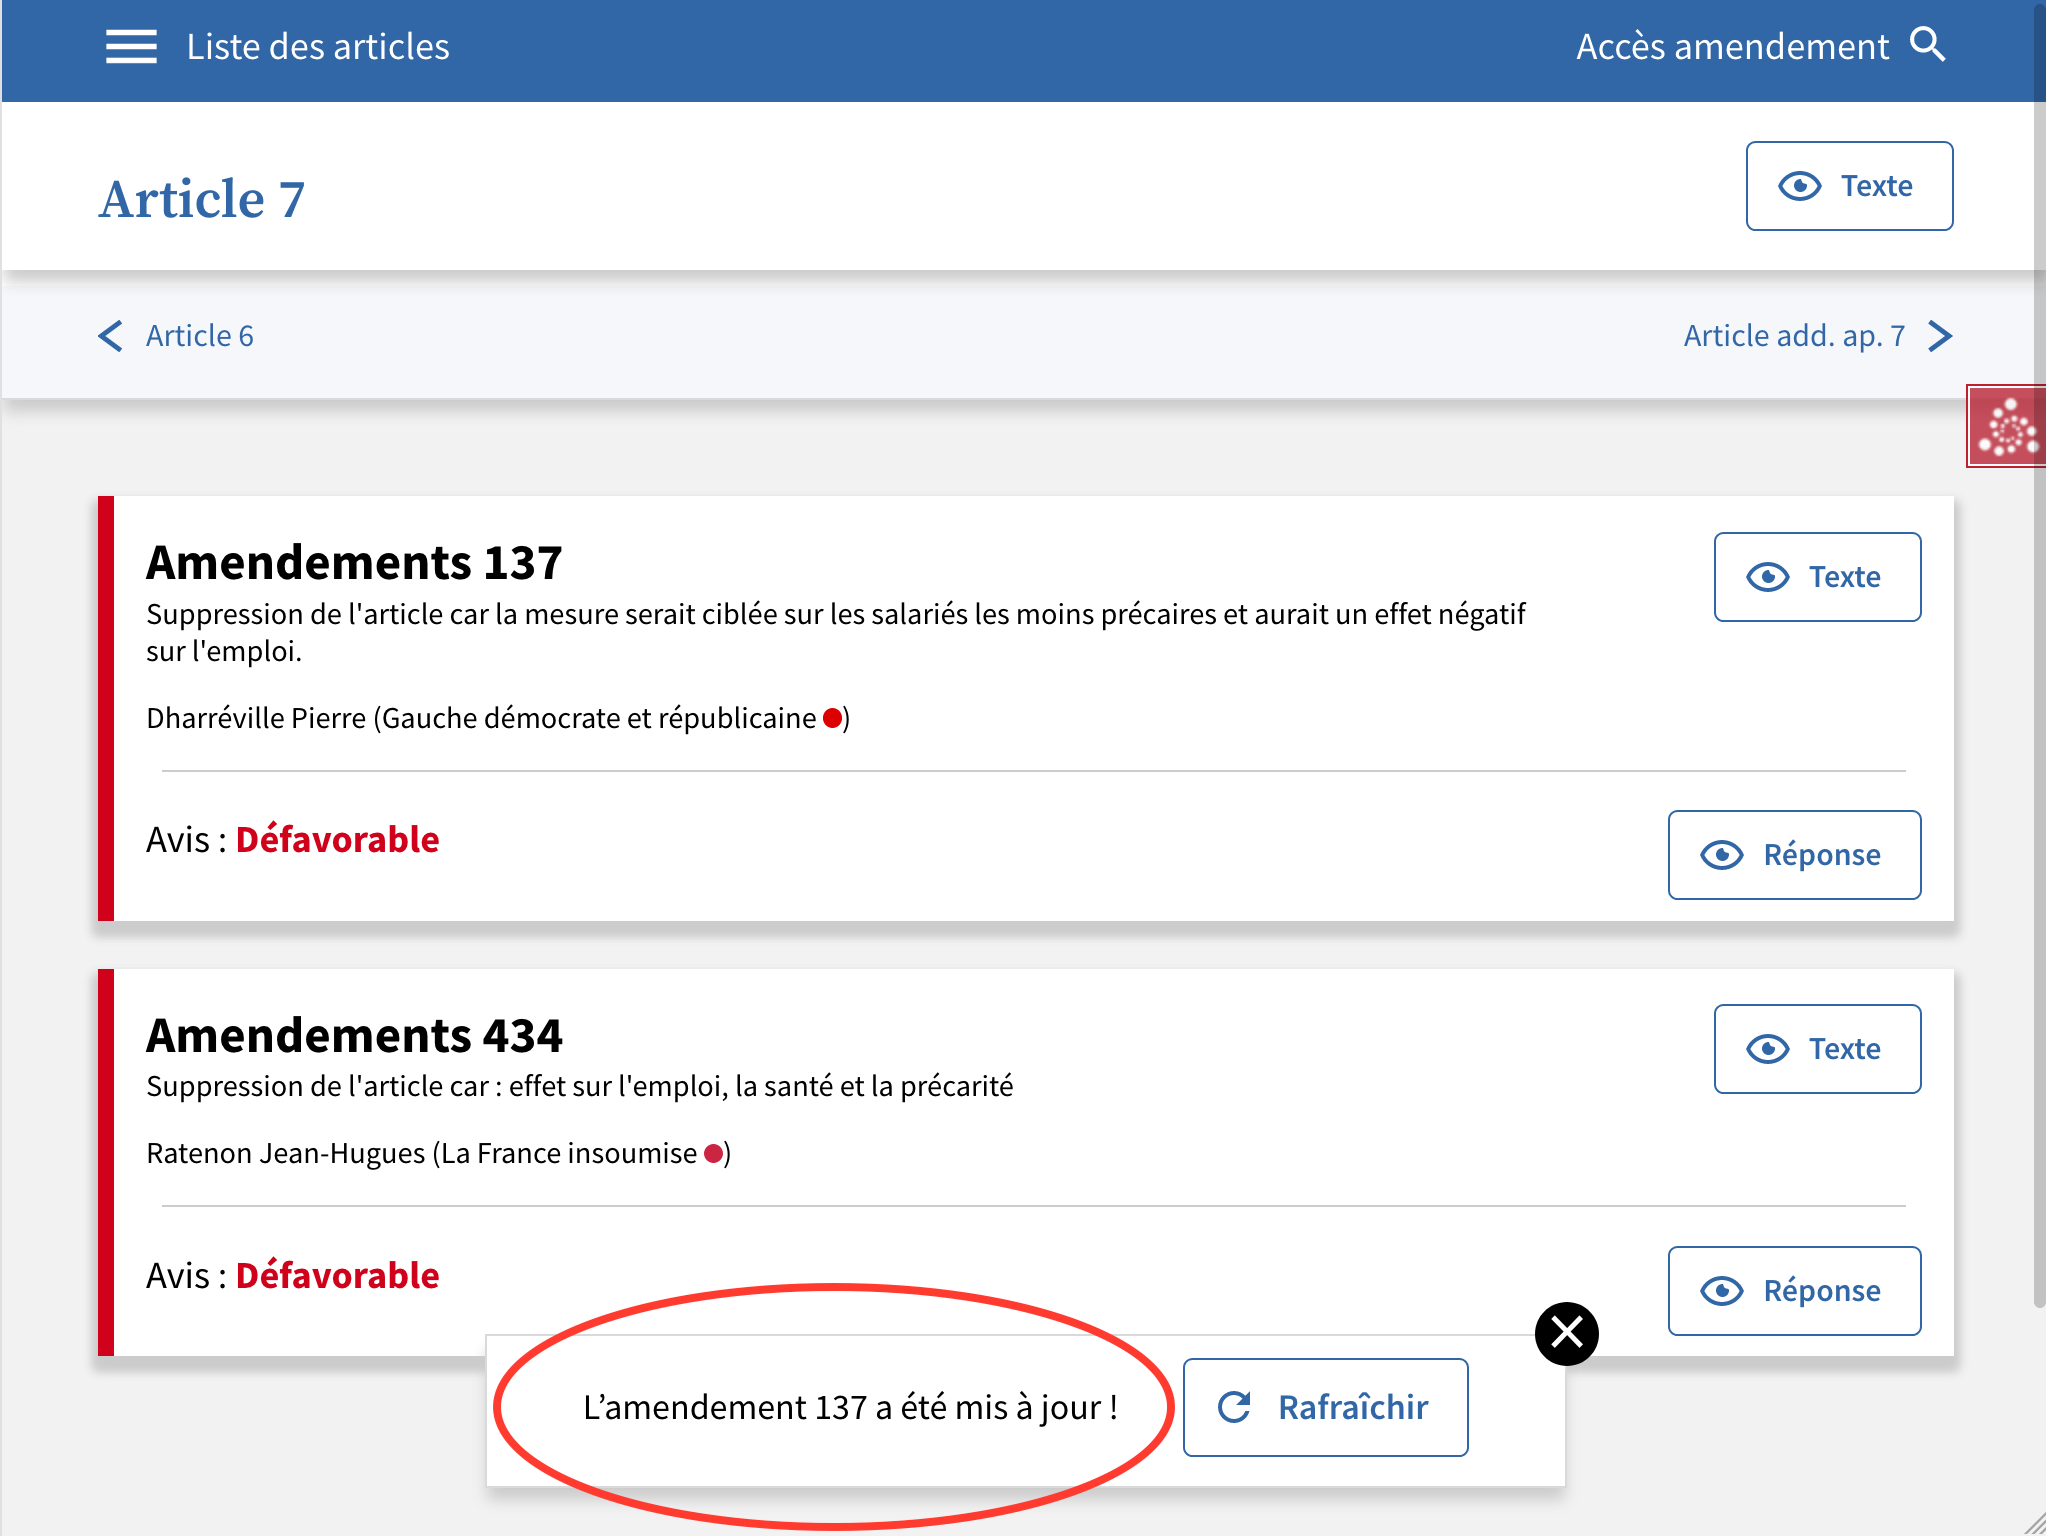 Liste des articles
Accès amendement
Article 7
Texte
Article 6
Article add. ap. 7
Amendements 137
Texte
Suppression de l'article car la mesure serait ciblée sur les salariés les moins précaires et aurait un effet négatif
sur l'emploi.
Dharréville Pierre (Gauche démocrate et républicaine )
Avis : Défavorable
Réponse
Amendements 434
Texte
Suppression de l'article car : effet sur l'emploi, la santé et la précarité
Ratenon Jean-Hugues (La France insoumise )
Avis : Défavorable
Réponse
L’amendement 137 a été mis à jour !
Rafraîchir